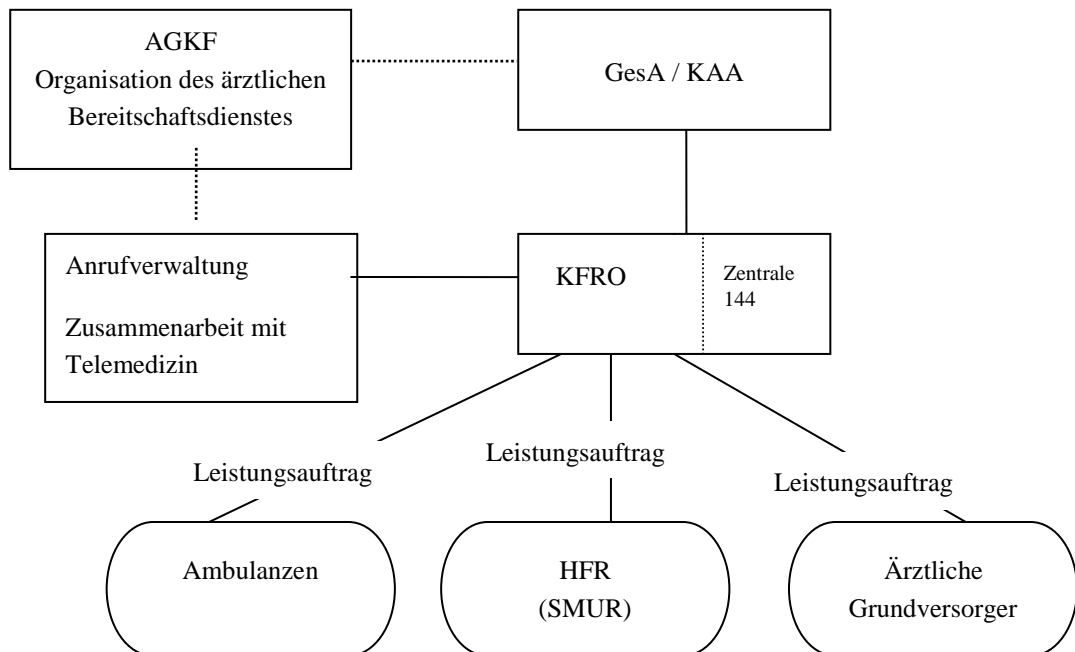 AGKF
Organisation des ärztlichen
Bereitschaftsdienstes
GesA / KAA
Anrufverwaltung
Zusammenarbeit mit
Telemedizin
KFRO
Zentrale
144
Leistungsauftrag
Leistungsauftrag
Leistungsauftrag
Ambulanzen
HFR
(SMUR)
Ärztliche
Grundversorger